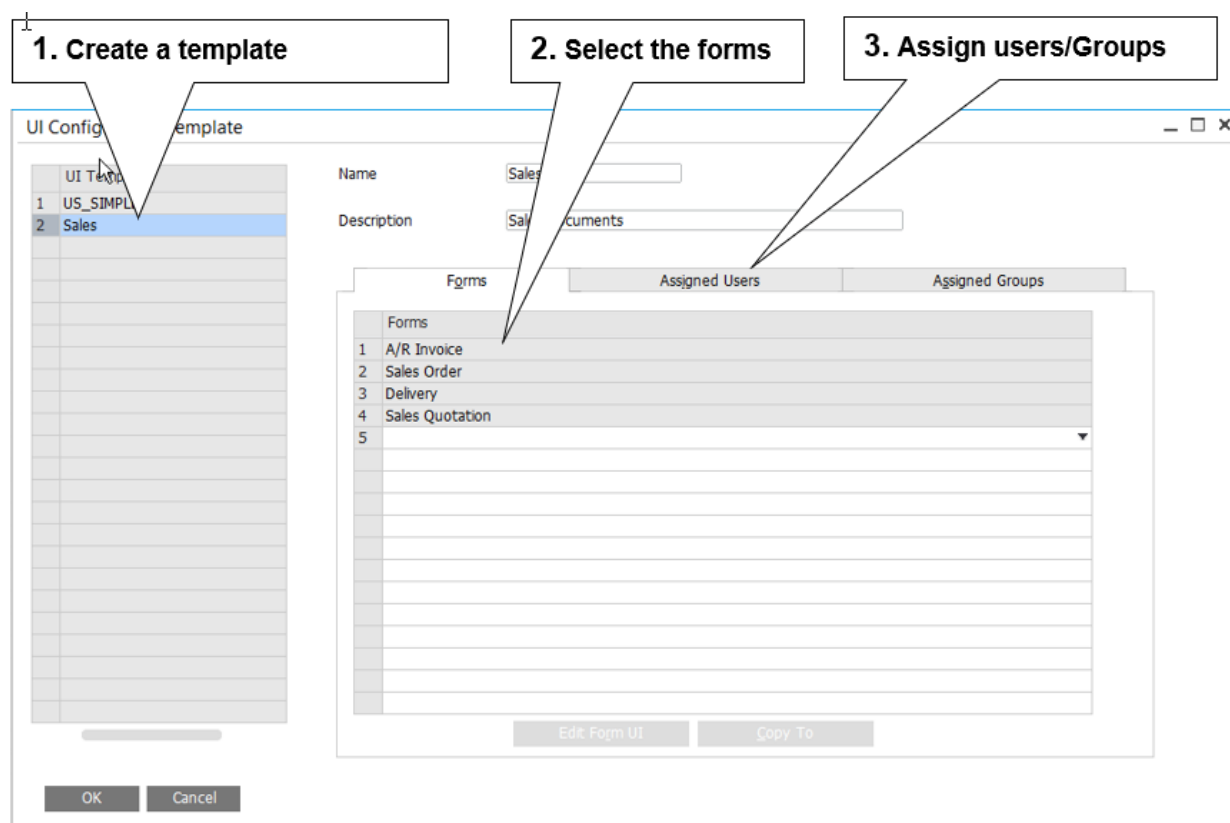 1. Create a template
2. Select the forms
3. Assign users/Groups
UI Config emplate
UI Temp
1 US_SIMPL
2 Sales
Name Sales
Description Sal cuments
Forms Assigned Users Assigned Groups
Forms
1 A/R Invoice
2 Sales Order
3 Delivery
4 Sales Quotation
5
Edit Form UI Copy To
OK Cancel